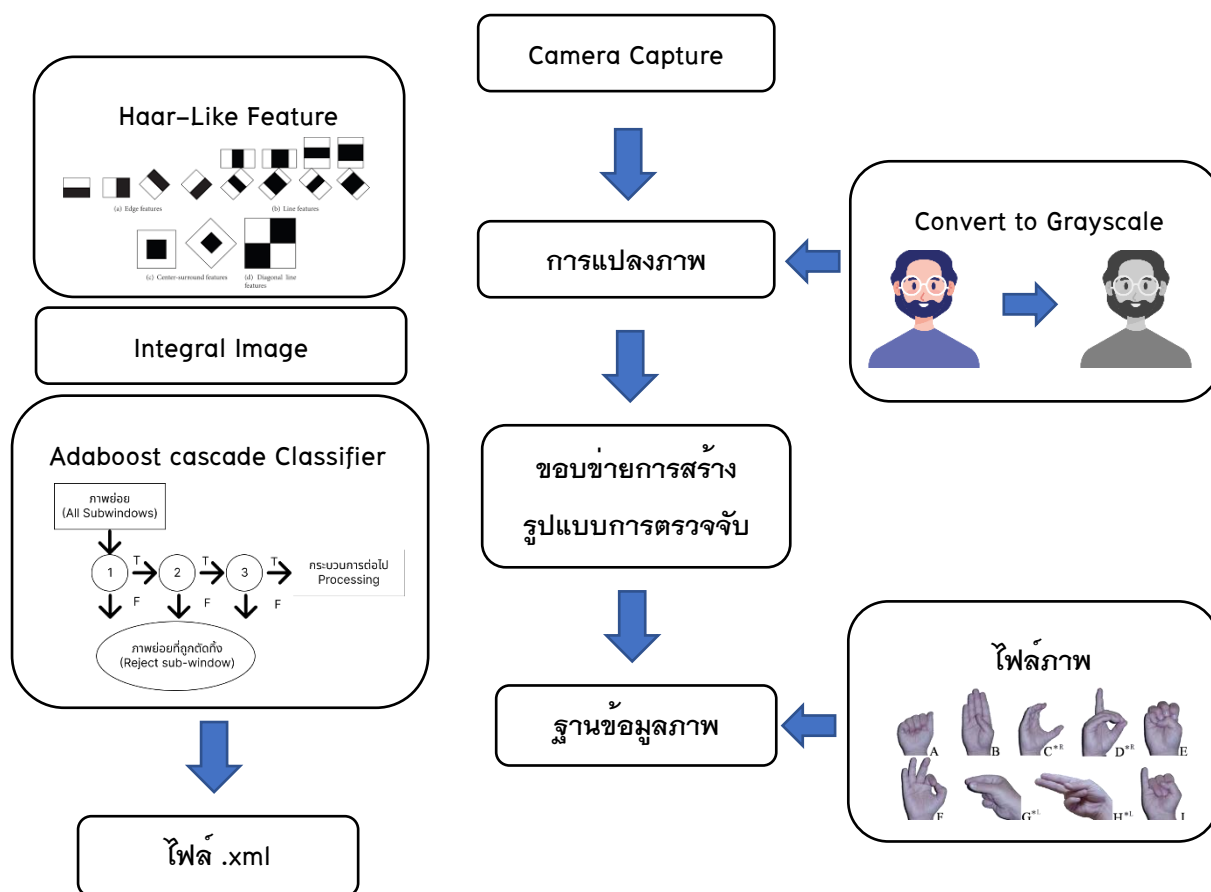 Camera Capture
Haar-Like Feature
(a) Edge features
(b) Line features
(c) Center-surround features
(d) Diagonal line
features
Integral Image
Adaboost cascade Classifier
ภาพย่อย
(All Subwindows)
1
T
2
T
3
T
กระบวนการต่อไป
Processing
F
F
F
ภาพย่อยที่ถูกตัดทิ้ง
(Reject sub-window)
ไฟล์ .xml
การแปลงภาพ
Convert to Grayscale
ขอบข่ายการสร้าง
รูปแบบการตรวจจับ
ฐานข้อมูลภาพ
ไฟล์ภาพ
A B C*R D*R E
F G*L H*L I